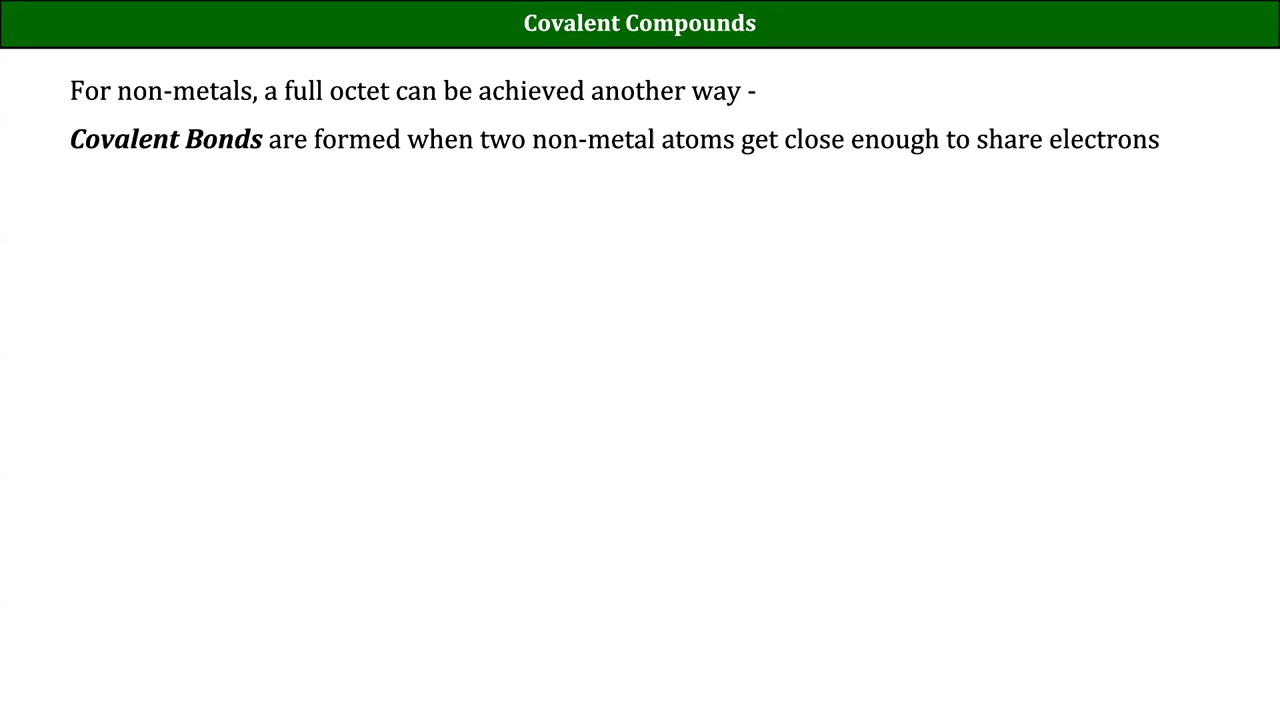 Covalent Compounds
For non-metals, a full octet can be achieved another way -
Covalent Bonds are formed when two non-metal atoms get close enough to share electrons